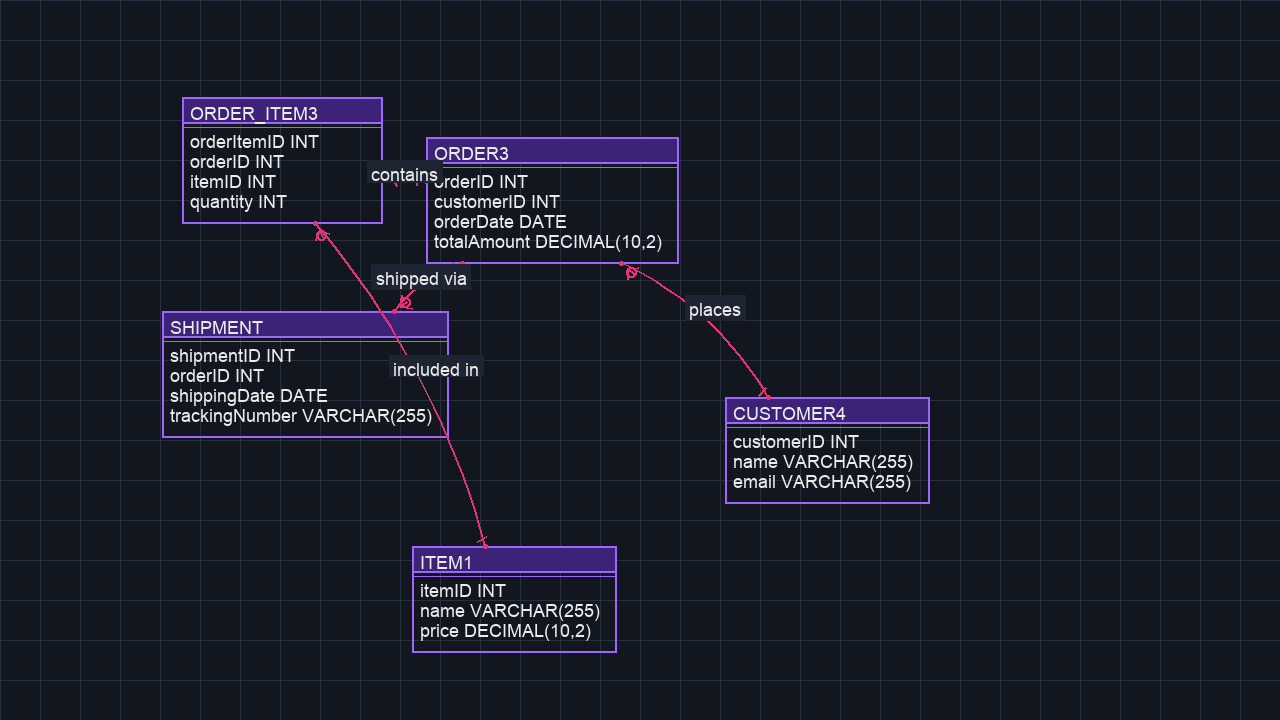 ORDER_ITEM3
orderItemID INT
orderID INT
itemID INT
quantity INT
contains
ORDER3
orderID INT
customerID INT
orderDate DATE
totalAmount DECIMAL(10,2)
shipped via
places
SHIPMENT
shipmentID INT
orderID INT
shippingDate DATE
trackingNumber VARCHAR(255)
included in
CUSTOMER4
customerID INT
name VARCHAR(255)
email VARCHAR(255)
ITEM1
itemID INT
name VARCHAR(255)
price DECIMAL(10,2)